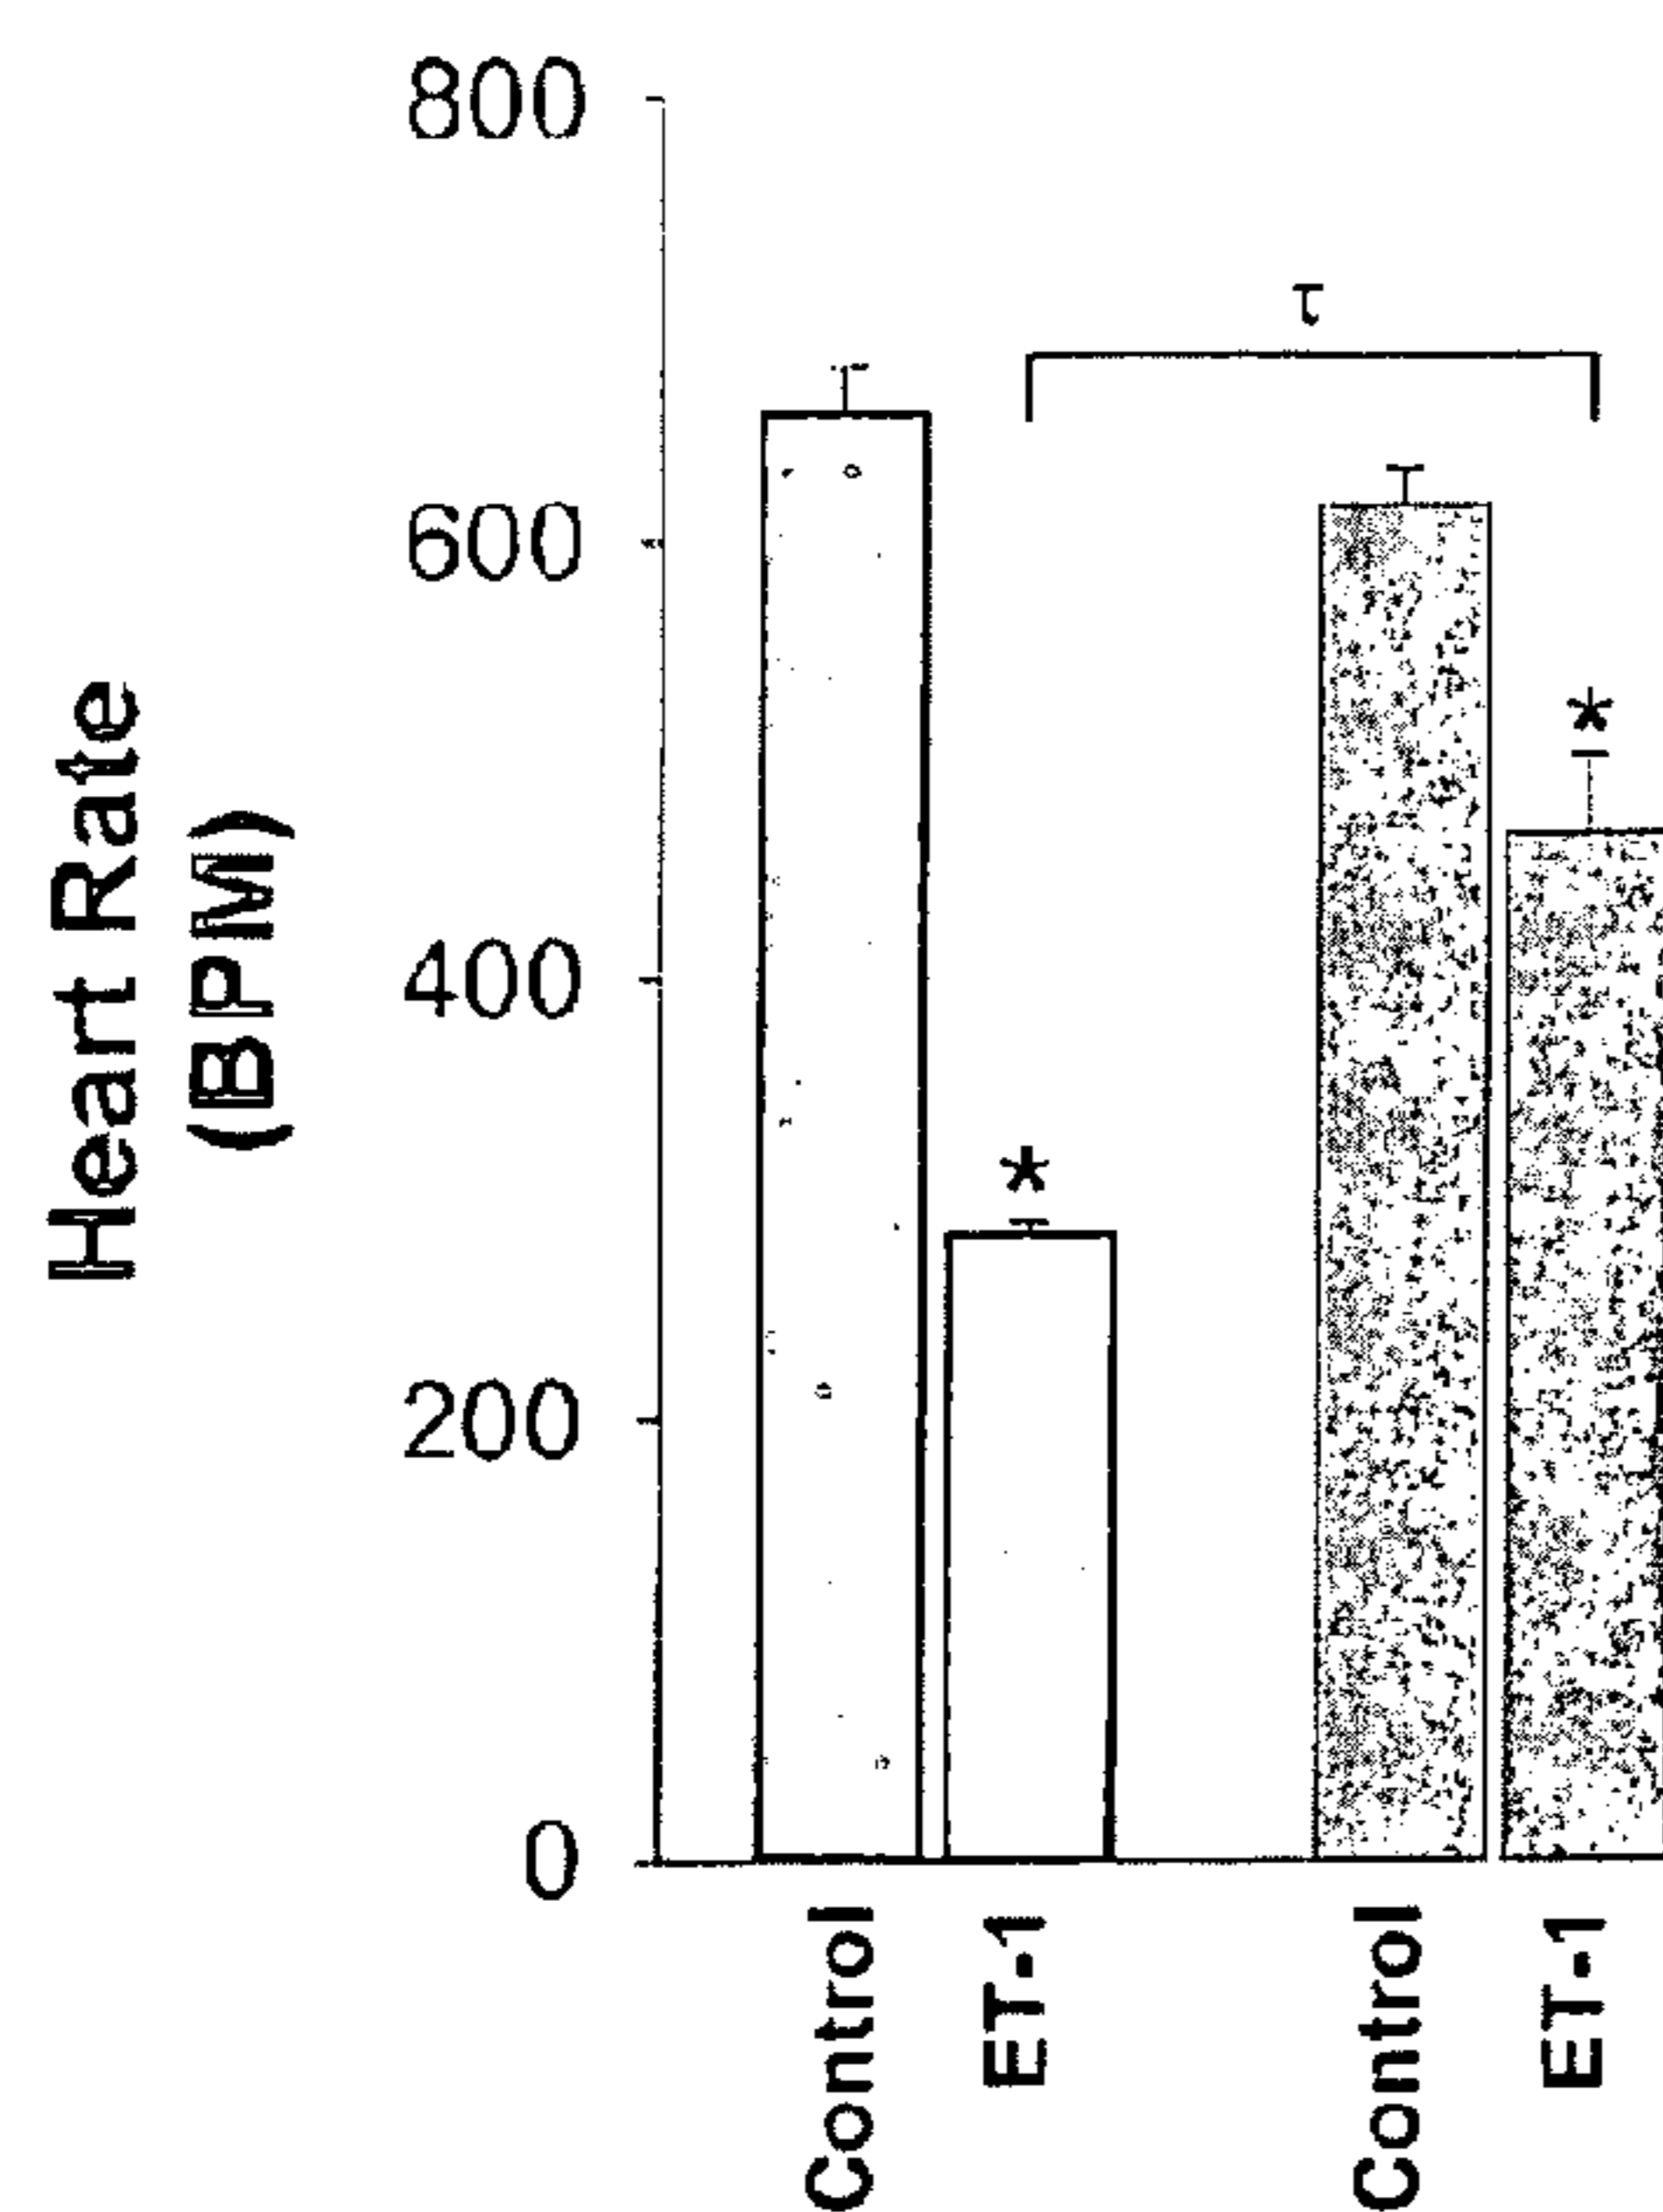 Heart Rate
(BPM)
800
600
400
200
0
τ
*
*
Control
ET-1
Control
ET-1